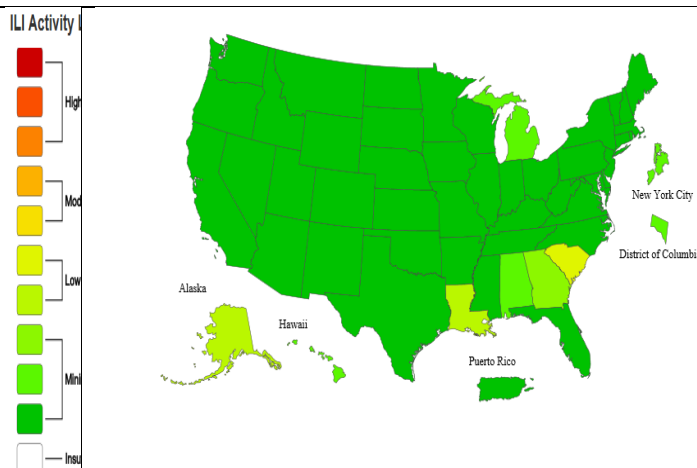 ILI Activity
High
Mod
Low
Mini
Insu
New York City
District of Columbi
Alaska
Hawaii
Puerto Rico